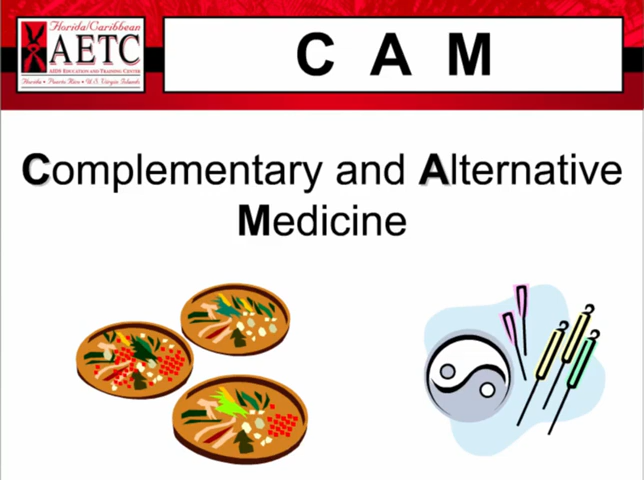 Florida/Caribbean
AETC
AIDS EDUCATION AND TRAINING CENTER
Florida • Puerto Rico • U.S. Virgin Islands
C A M
Complementary and Alternative
Medicine